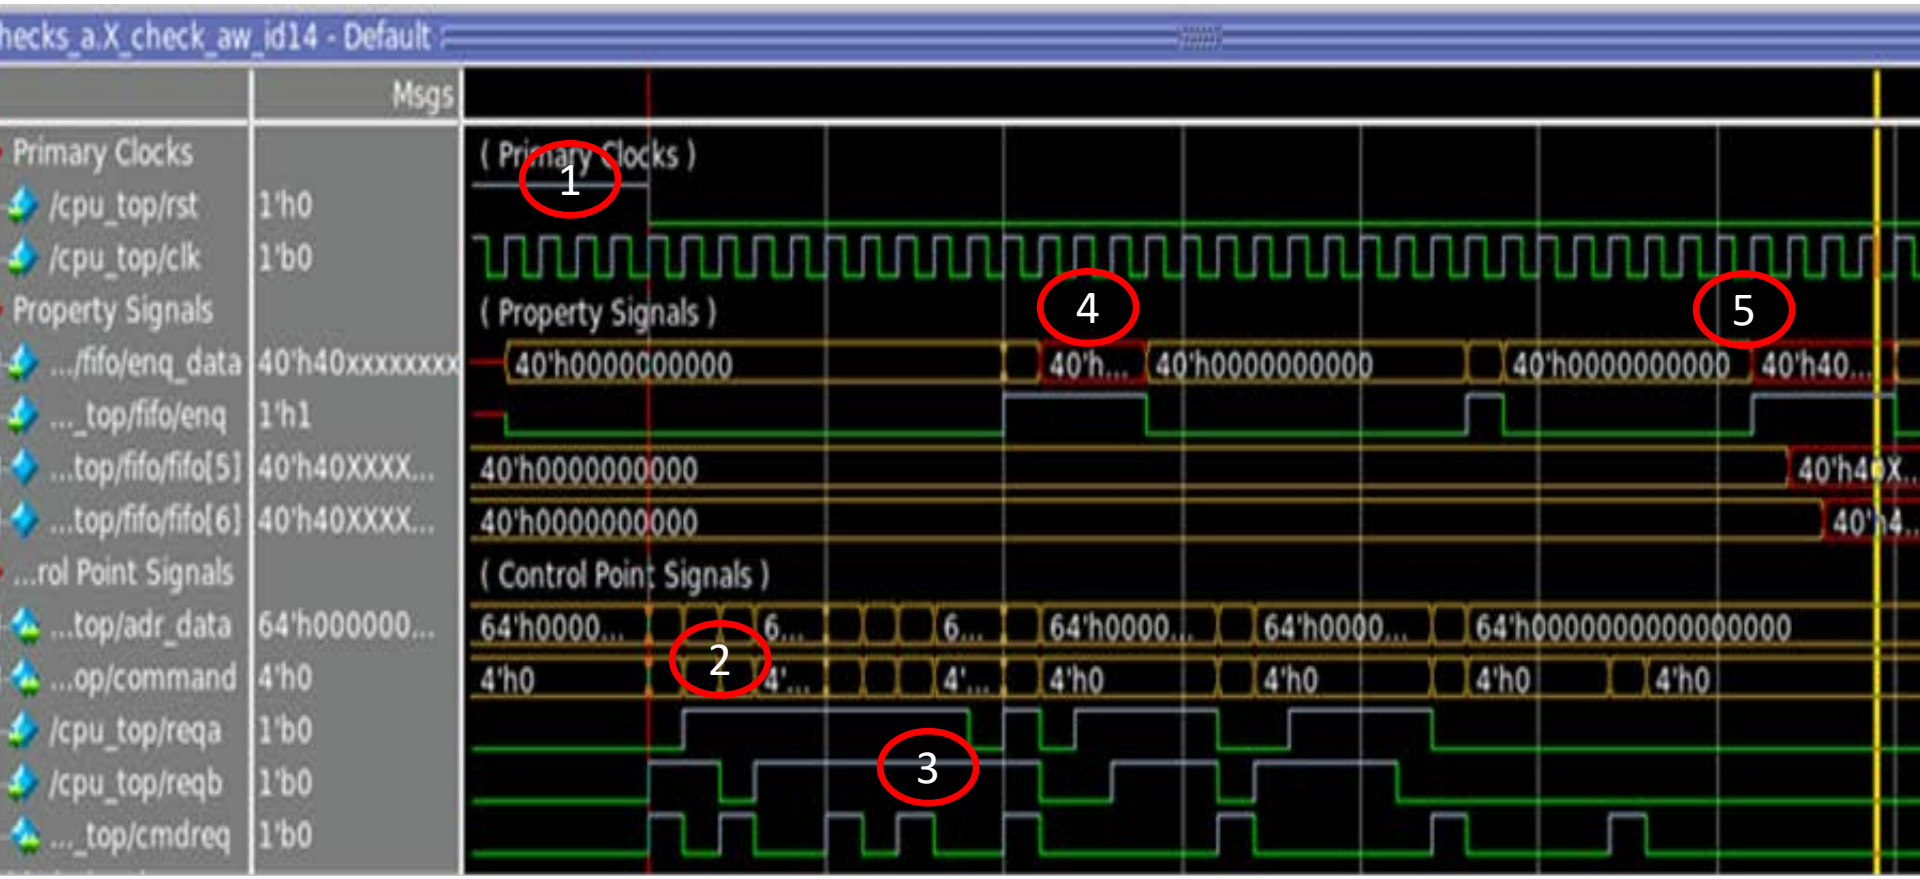 hecks_a.X_check_aw_id14 - Default
Msgs
Primary Clocks ( Primary Clocks )
1
/cpu_top/rst 1'h0
/cpu_top/clk 1'b0
Property Signals ( Property Signals )
4 5
.../fifo/enq_data 40'h40xxxxxxxx 40'h0000000000 40'h... 40'h0000000000 40'h0000000000 40'h40...
..._top/fifo/enq 1'h1
...top/fifo/fifo[5] 40'h40XXXX... 40'h0000000000 40'h40X...
...top/fifo/fifo[6] 40'h40XXXX... 40'h0000000000 40'h4...
...rol Point Signals ( Control Point Signals )
...top/adr_data 64'h000000... 64'h0000... 6... 6... 64'h0000... 64'h0000... 64'h0000000000000000
2
...op/command 4'h0 4'h0 4'... 4'... 4'h0 4'h0 4'h0 4'h0
/cpu_top/reqa 1'b0
3
/cpu_top/reqb 1'b0
..._top/cmdreq 1'b0